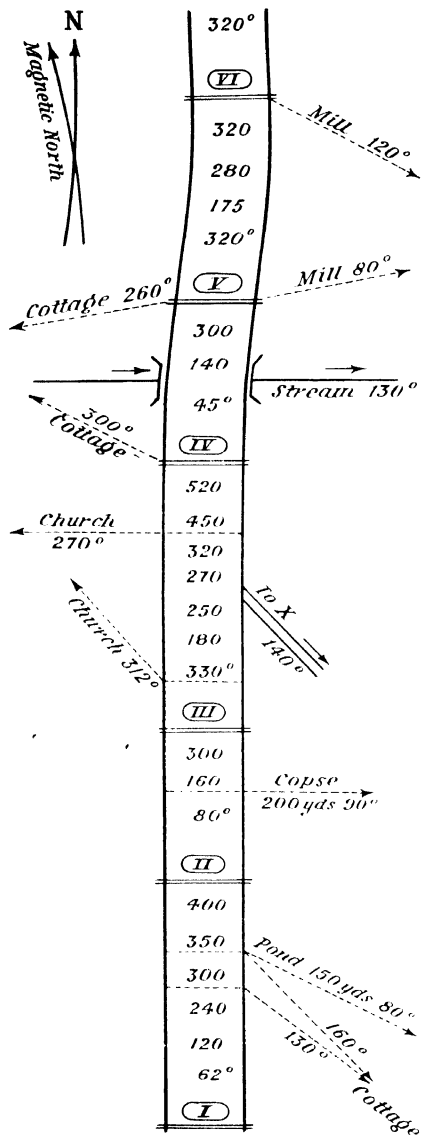 N
Magnetic North
320°
VI
Mill 120°
320
280
175
320°
V
Cottage 260°
Mill 80°
300
140
45°
Stream 130°
300°
Cottage
IV
520
450
Church
270°
320
270
To X
140°
250
180
330°
Church 312°
III
300
160
Copse
200 yds 90°
80°
II
400
350
Pond 150 yds 80°
300
160°
240
130°
120
62°
Cottage
I